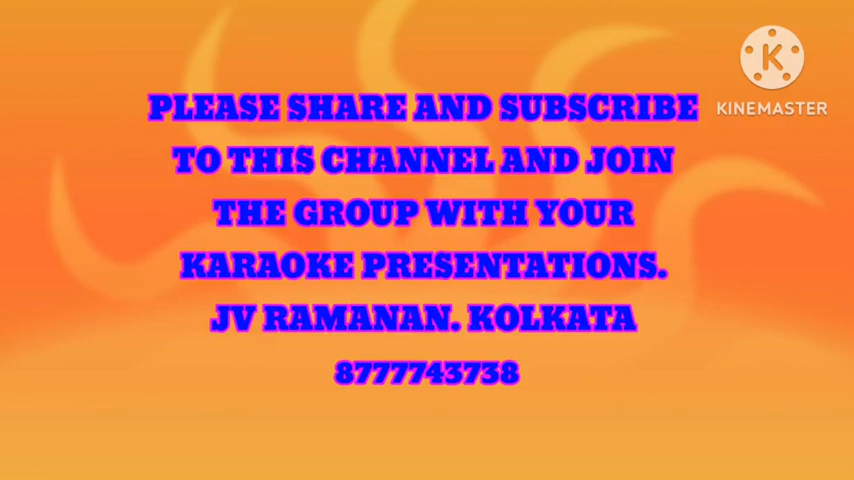 KINEMASTER
PLEASE SHARE AND SUBSCRIBE
TO THIS CHANNEL AND JOIN
THE GROUP WITH YOUR
KARAOKE PRESENTATIONS.
JV RAMANAN. KOLKATA
8777743738